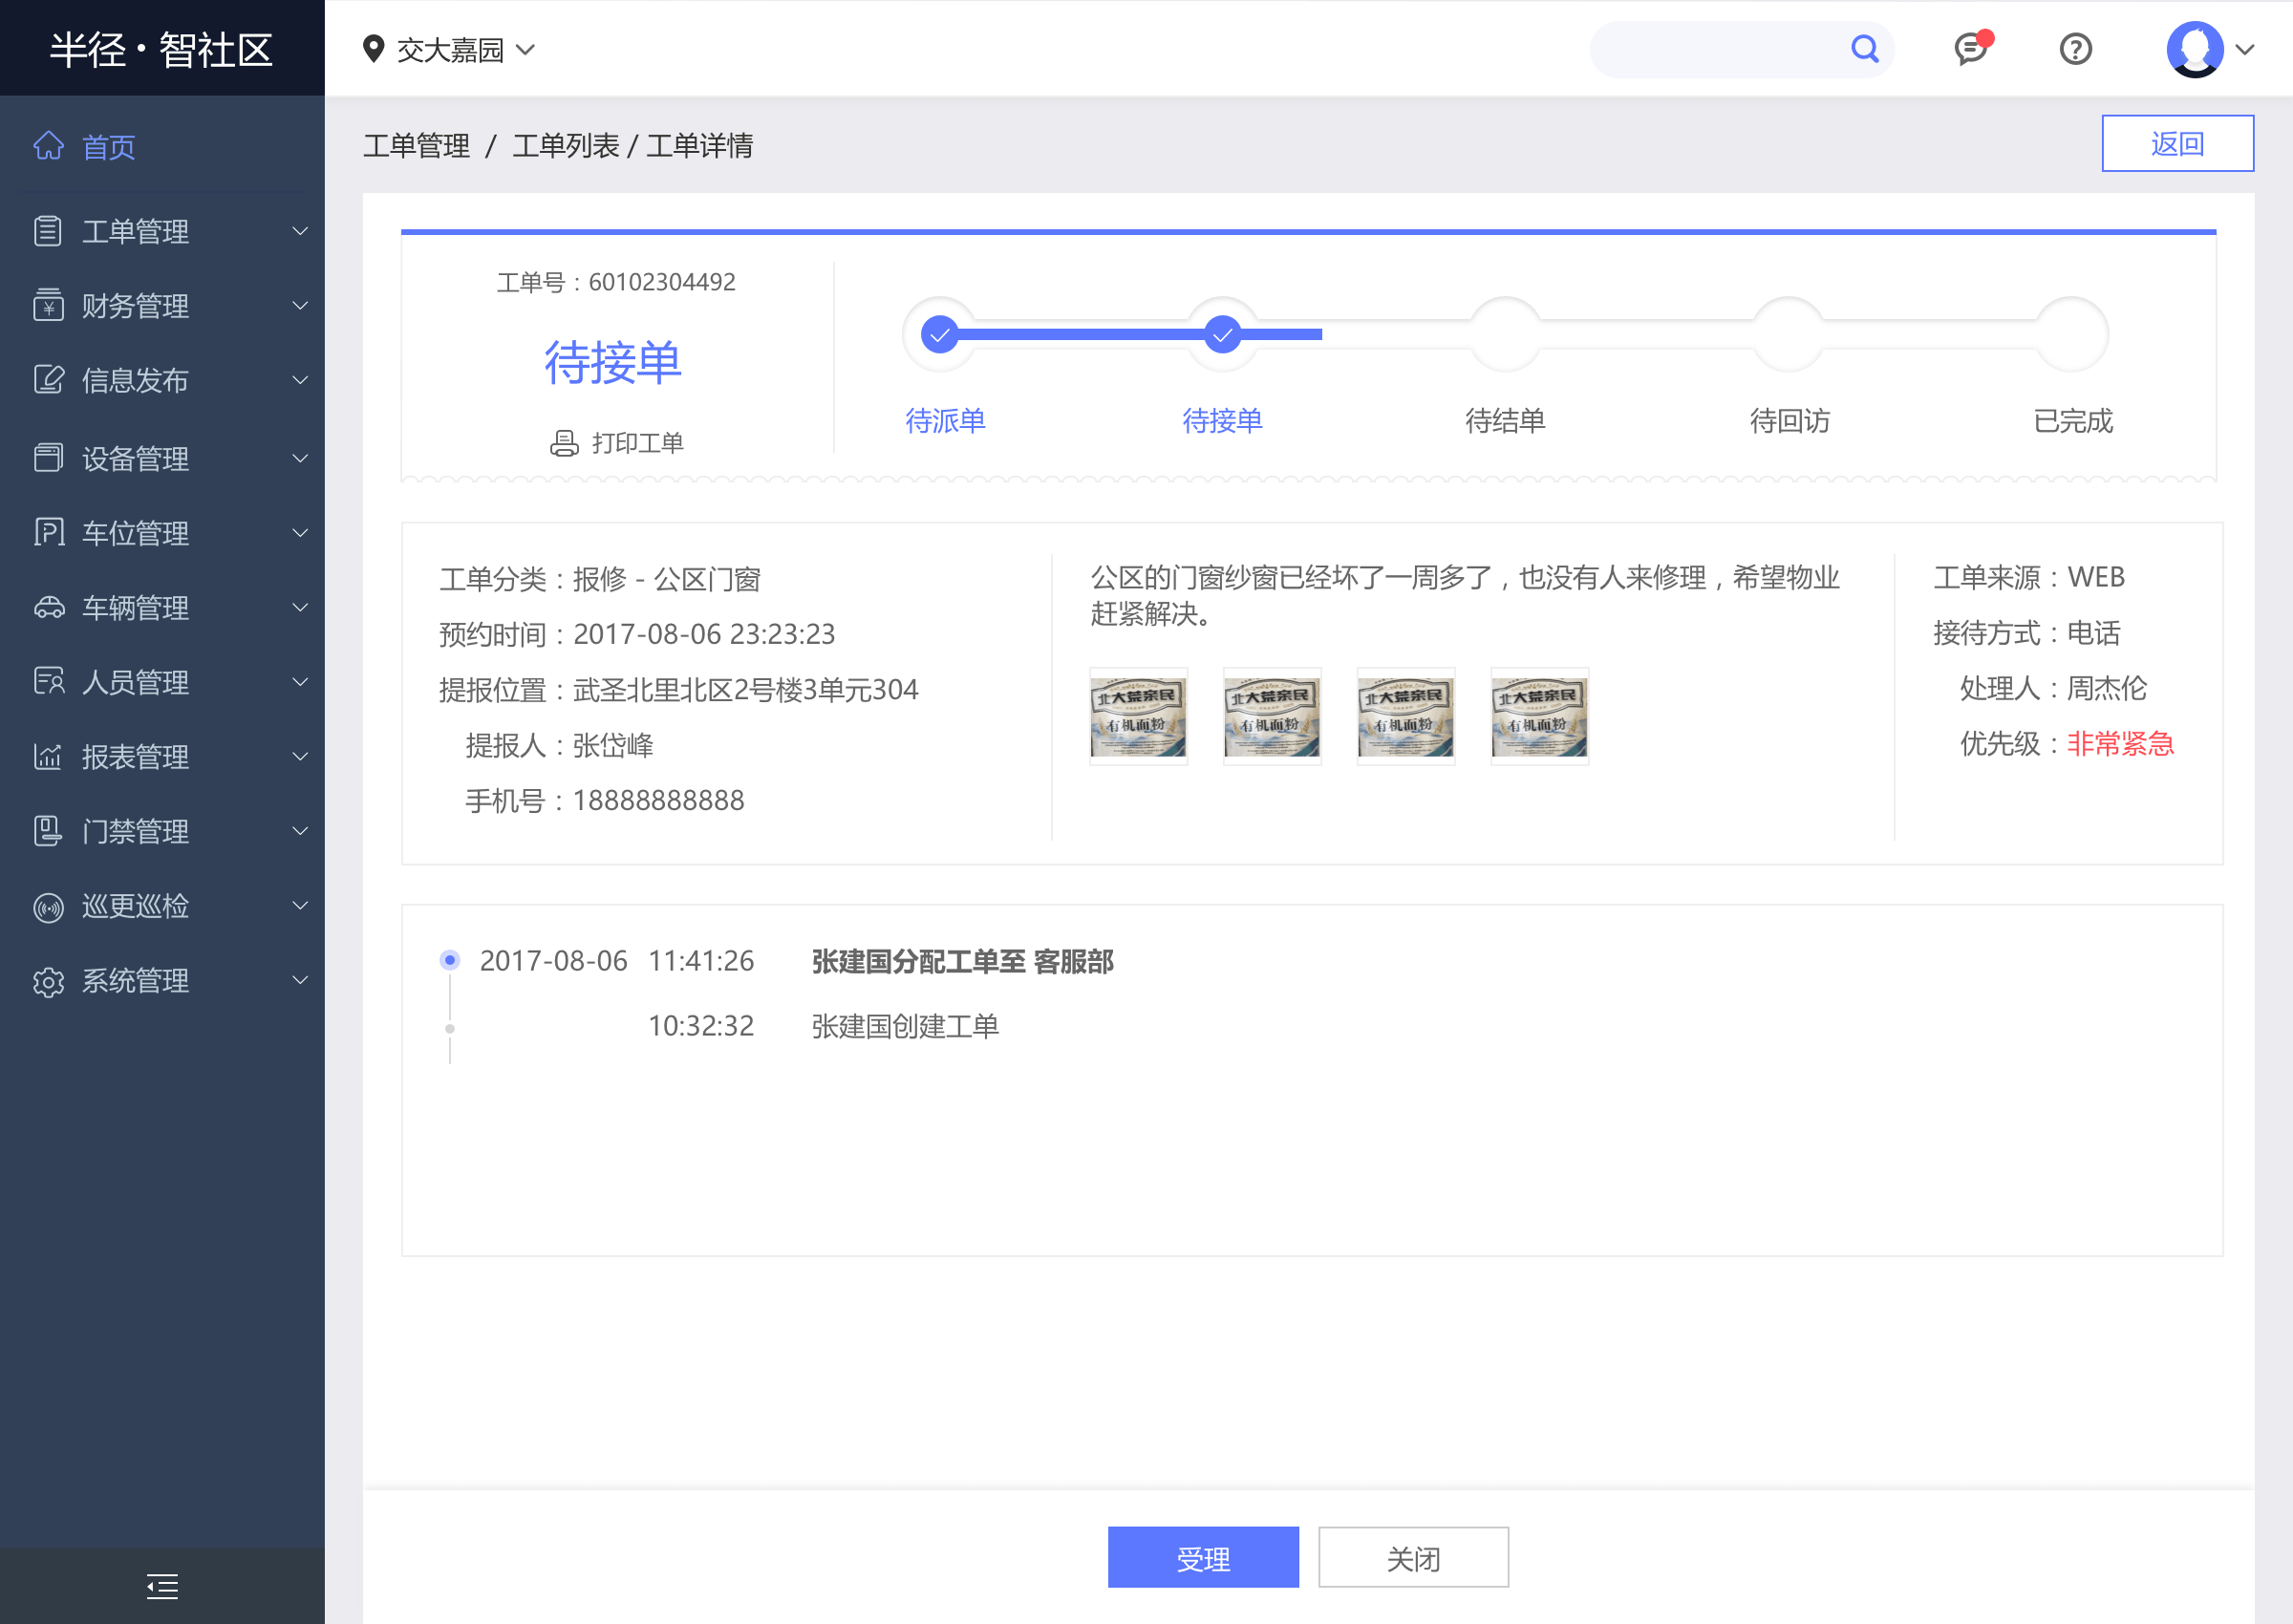 半径·智社区
交大嘉园
首页
工单管理
财务管理
信息发布
设备管理
车位管理
车辆管理
人员管理
报表管理
门禁管理
巡更巡检
系统管理
工单管理 / 工单列表 / 工单详情
返回
工单号：60102304492
待接单
打印工单
待派单 待接单 待结单 待回访 已完成
工单分类：报修 - 公区门窗
预约时间：2017-08-06 23:23:23
提报位置：武圣北里北区2号楼3单元304
提报人：张岱峰
手机号：18888888888
公区的门窗纱窗已经坏了一周多了，也没有人来修理，希望物业
赶紧解决。
北大荒亲民
有机面粉
北大荒亲民
有机面粉
北大荒亲民
有机面粉
北大荒亲民
有机面粉
工单来源：WEB
接待方式：电话
处理人：周杰伦
优先级：非常紧急
2017-08-06 11:41:26 张建国分配工单至 客服部
10:32:32 张建国创建工单
受理
关闭